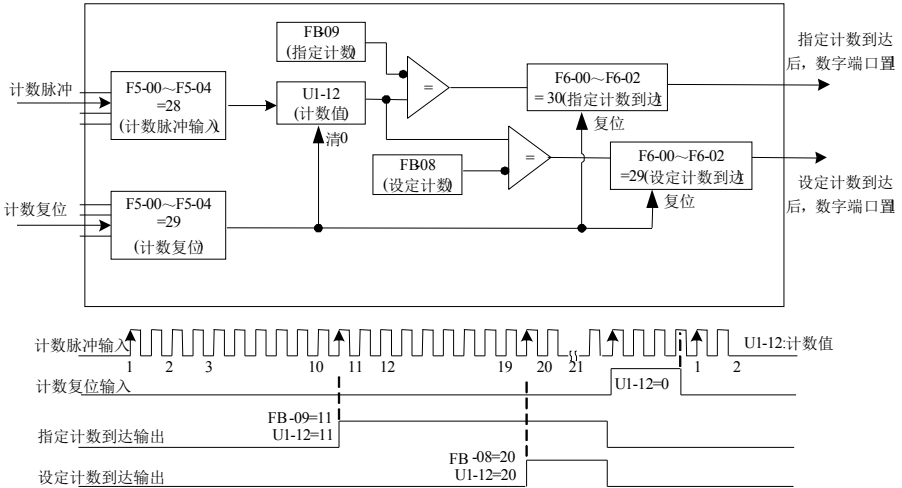 FB-09
(指定计数)
指定计数到达
后，数字端口置1
计数脉冲
F5-00～F5-04
=28
(计数脉冲输入)
U1-12
(计数值)
=
F6-00～F6-02
=30(指定计数到达)
清0
复位
FB-08
(设定计数)
=
F6-00～F6-02
=29(设定计数到达)
复位
设定计数到达
后，数字端口置1
计数复位
F5-00～F5-04
=29
(计数复位)
计数脉冲输入
U1-12:计数值
1 2 3 10 11 12 19 20 21 1 2
计数复位输入
U1-12=0
FB-09=11
U1-12=11
指定计数到达输出
FB -08=20
U1-12=20
设定计数到达输出